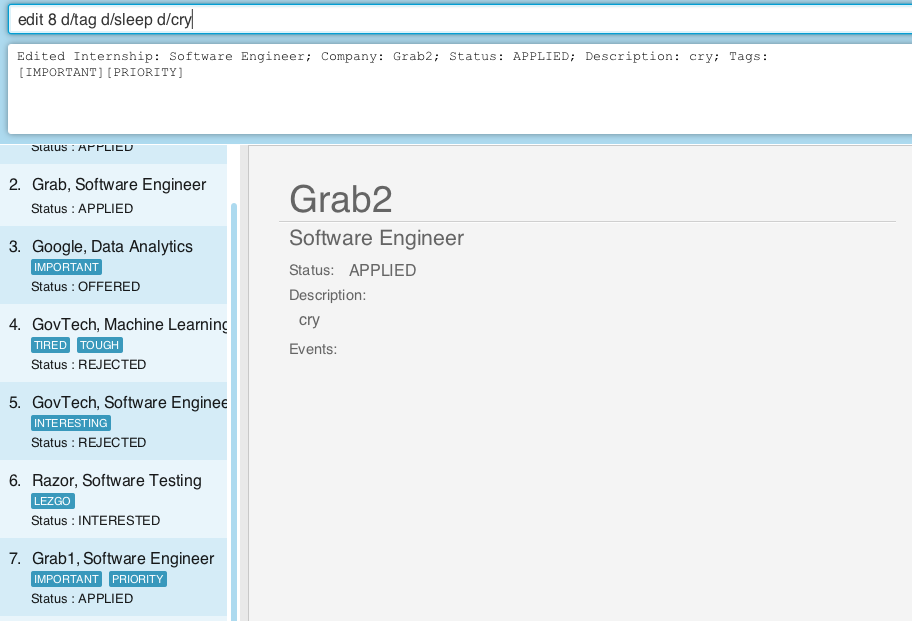 edit 8 d/tag d/sleep d/cry
Edited Internship: Software Engineer; Company: Grab2; Status: APPLIED; Description: cry; Tags:
[IMPORTANT][PRIORITY]
Status : APPLIED
2. Grab, Software Engineer
Status : APPLIED
3. Google, Data Analytics
IMPORTANT
Status : OFFERED
4. GovTech, Machine Learning
TIRED TOUGH
Status : REJECTED
5. GovTech, Software Enginee
INTERESTING
Status : REJECTED
6. Razor, Software Testing
LEZGO
Status : INTERESTED
7. Grab1, Software Engineer
IMPORTANT PRIORITY
Status : APPLIED
Grab2
Software Engineer
Status: APPLIED
Description:
cry
Events: